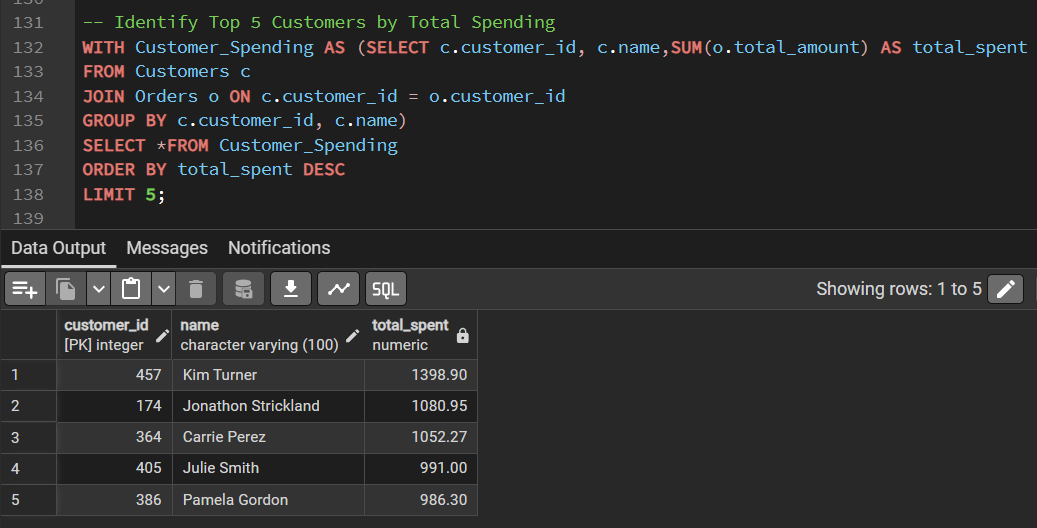 131 -- Identify Top 5 Customers by Total Spending
132 WITH Customer_Spending AS (SELECT c.customer_id, c.name,SUM(o.total_amount) AS total_spent
133 FROM Customers c
134 JOIN Orders o ON c.customer_id = o.customer_id
135 GROUP BY c.customer_id, c.name)
136 SELECT *FROM Customer_Spending
137 ORDER BY total_spent DESC
138 LIMIT 5;
139
Data Output Messages Notifications
SQL Showing rows: 1 to 5
customer_id name total_spent
[PK] integer character varying (100) numeric
1 457 Kim Turner 1398.90
2 174 Jonathon Strickland 1080.95
3 364 Carrie Perez 1052.27
4 405 Julie Smith 991.00
5 386 Pamela Gordon 986.30